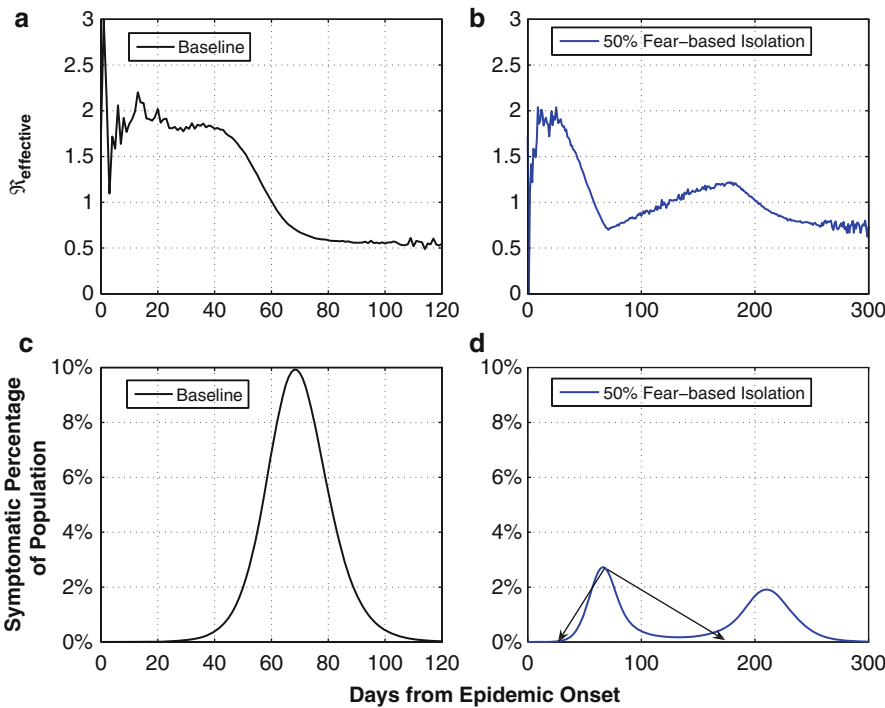 a
3
2.5
2
1.5
1
0.5
0
0 20 40 60 80 100 120
Baseline
ℜeffective
b
3
2.5
2
1.5
1
0.5
0
0 100 200 300
50% Fear−based Isolation
c
10%
8%
6%
4%
2%
0%
0 20 40 60 80 100 120
Baseline
Symptomatic Percentage
of Population
d
10%
8%
6%
4%
2%
0%
0 100 200 300
50% Fear−based Isolation
Days from Epidemic Onset